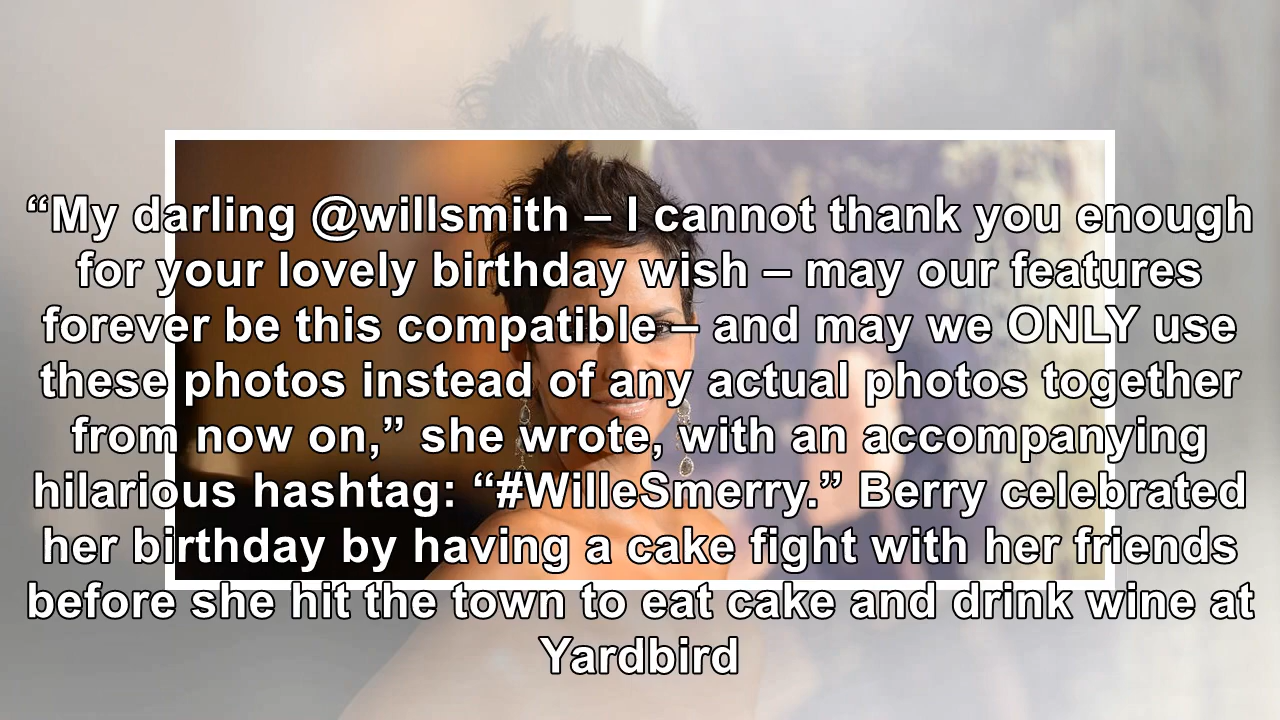 “My darling @willsmith – I cannot thank you enough
for your lovely birthday wish – may our features
forever be this compatible – and may we ONLY use
these photos instead of any actual photos together
from now on,” she wrote, with an accompanying
hilarious hashtag: “#WilleSmerry.” Berry celebrated
her birthday by having a cake fight with her friends
before she hit the town to eat cake and drink wine at
Yardbird